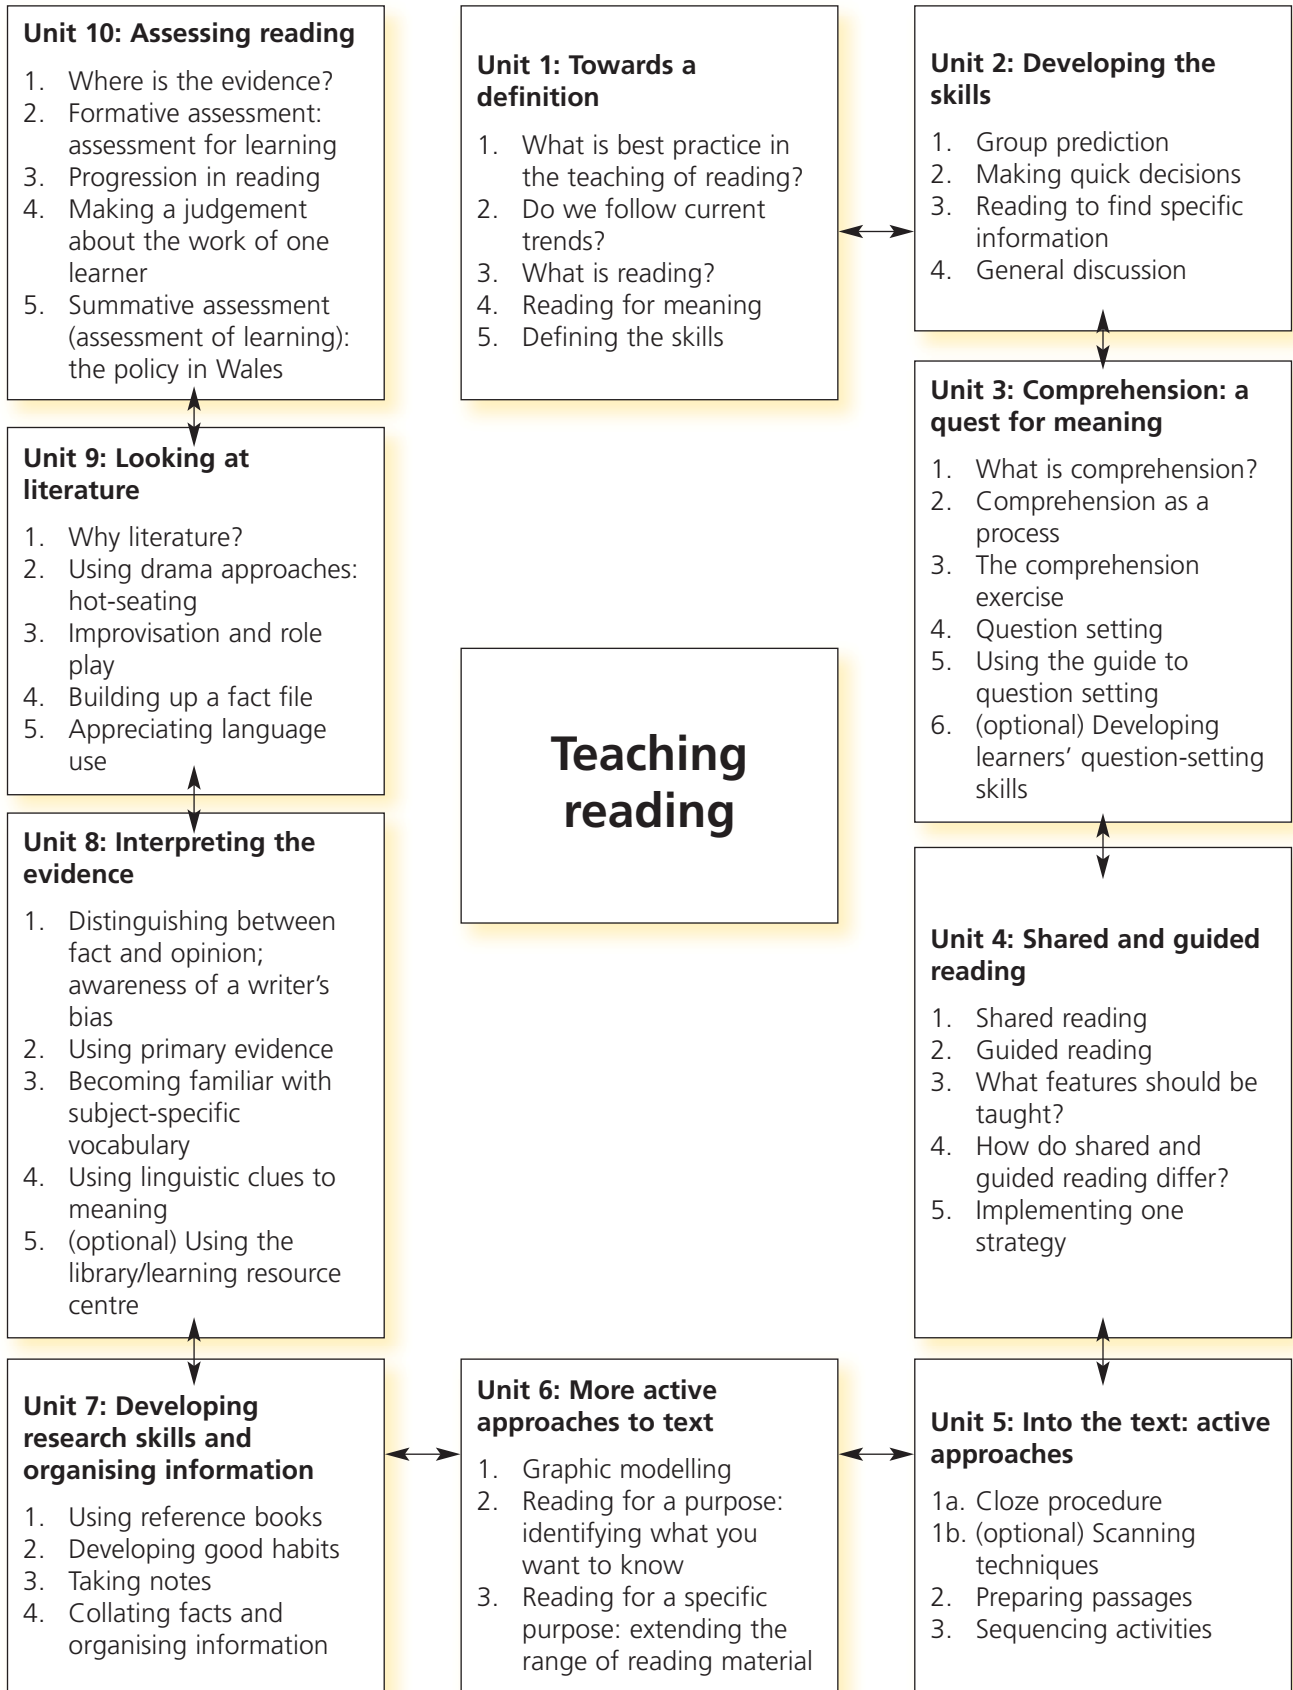 Unit 10: Assessing reading
1. Where is the evidence?
2. Formative assessment:
assessment for learning
3. Progression in reading
4. Making a judgement
about the work of one
learner
5. Summative assessment
(assessment of learning):
the policy in Wales
Unit 1: Towards a
definition
1. What is best practice in
the teaching of reading?
2. Do we follow current
trends?
3. What is reading?
4. Reading for meaning
5. Defining the skills
Unit 2: Developing the
skills
1. Group prediction
2. Making quick decisions
3. Reading to find specific
information
4. General discussion
Unit 3: Comprehension: a
quest for meaning
1. What is comprehension?
2. Comprehension as a
process
3. The comprehension
exercise
4. Question setting
5. Using the guide to
question setting
6. (optional) Developing
learners’ question-setting
skills
Unit 9: Looking at
literature
1. Why literature?
2. Using drama approaches:
hot-seating
3. Improvisation and role
play
4. Building up a fact file
5. Appreciating language
use
Teaching
reading
Unit 8: Interpreting the
evidence
1. Distinguishing between
fact and opinion;
awareness of a writer’s
bias
2. Using primary evidence
3. Becoming familiar with
subject-specific
vocabulary
4. Using linguistic clues to
meaning
5. (optional) Using the
library/learning resource
centre
Unit 4: Shared and guided
reading
1. Shared reading
2. Guided reading
3. What features should be
taught?
4. How do shared and
guided reading differ?
5. Implementing one
strategy
Unit 7: Developing
research skills and
organising information
1. Using reference books
2. Developing good habits
3. Taking notes
4. Collating facts and
organising information
Unit 6: More active
approaches to text
1. Graphic modelling
2. Reading for a purpose:
identifying what you
want to know
3. Reading for a specific
purpose: extending the
range of reading material
Unit 5: Into the text: active
approaches
1a. Cloze procedure
1b. (optional) Scanning
techniques
2. Preparing passages
3. Sequencing activities